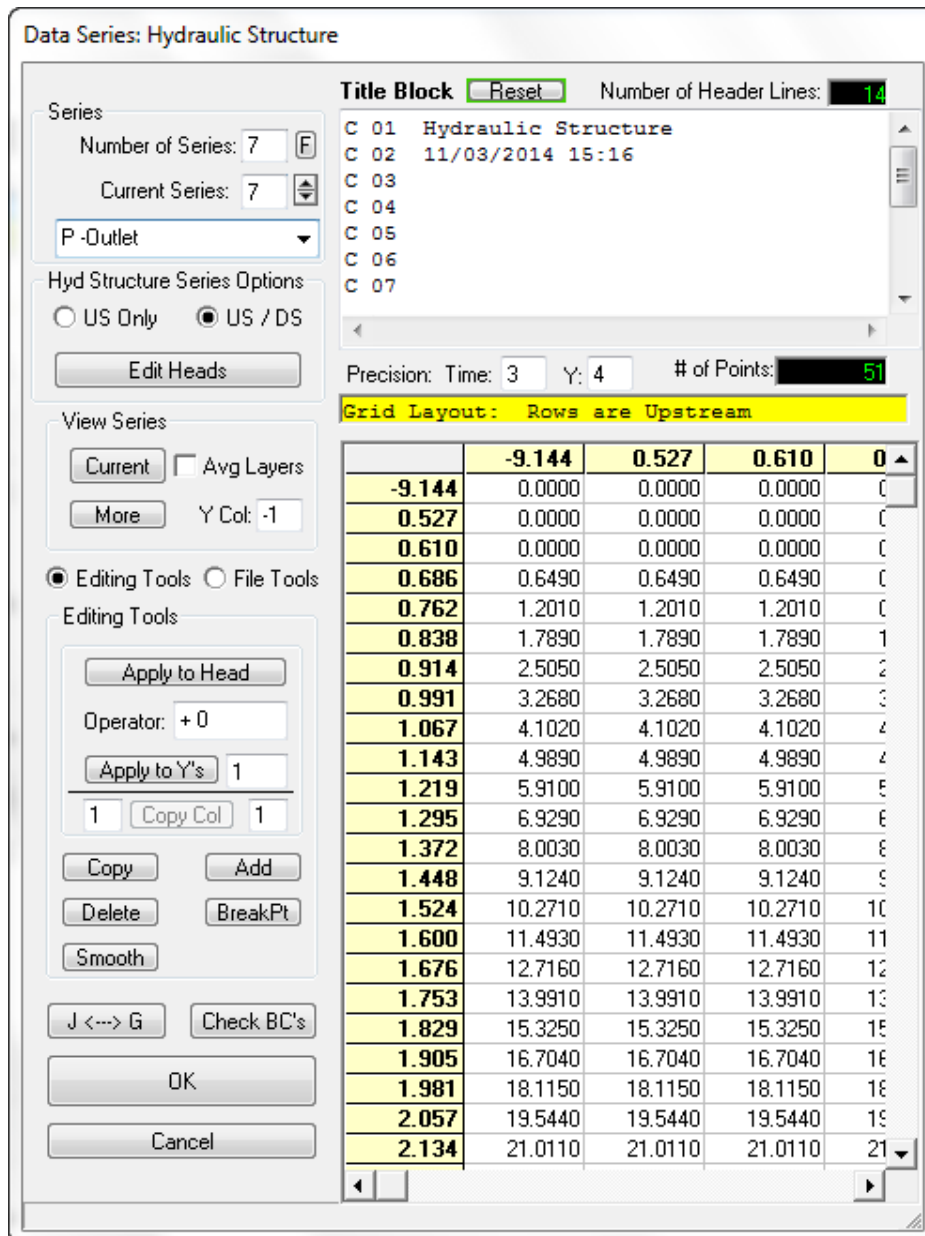 Data Series: Hydraulic Structure
Series
Number of Series: 7 F
Current Series: 7
P -Outlet
Hyd Structure Series Options
US Only US / DS
Edit Heads
View Series
Current Avg Layers
More Y Col: -1
Editing Tools File Tools
Editing Tools
Apply to Head
Operator: + 0
Apply to Y's 1
1 Copy Col 1
Copy Add
Delete BreakPt
Smooth
J <---> G Check BC's
OK
Cancel
Title Block Reset Number of Header Lines: 14
C 01 Hydraulic Structure
C 02 11/03/2014 15:16
C 03
C 04
C 05
C 06
C 07
Precision: Time: 3 Y: 4 # of Points: 51
Grid Layout: Rows are Upstream
-9.144 0.527 0.610 0
-9.144 0.0000 0.0000 0.0000
0.527 0.0000 0.0000 0.0000
0.610 0.0000 0.0000 0.0000
0.686 0.6490 0.6490 0.6490
0.762 1.2010 1.2010 1.2010
0.838 1.7890 1.7890 1.7890 1
0.914 2.5050 2.5050 2.5050 2
0.991 3.2680 3.2680 3.2680
1.067 4.1020 4.1020 4.1020
1.143 4.9890 4.9890 4.9890
1.219 5.9100 5.9100 5.9100
1.295 6.9290 6.9290 6.9290
1.372 8.0030 8.0030 8.0030
1.448 9.1240 9.1240 9.1240
1.524 10.2710 10.2710 10.2710 10
1.600 11.4930 11.4930 11.4930 11
1.676 12.7160 12.7160 12.7160 12
1.753 13.9910 13.9910 13.9910 13
1.829 15.3250 15.3250 15.3250 15
1.905 16.7040 16.7040 16.7040 16
1.981 18.1150 18.1150 18.1150 18
2.057 19.5440 19.5440 19.5440 19
2.134 21.0110 21.0110 21.0110 21